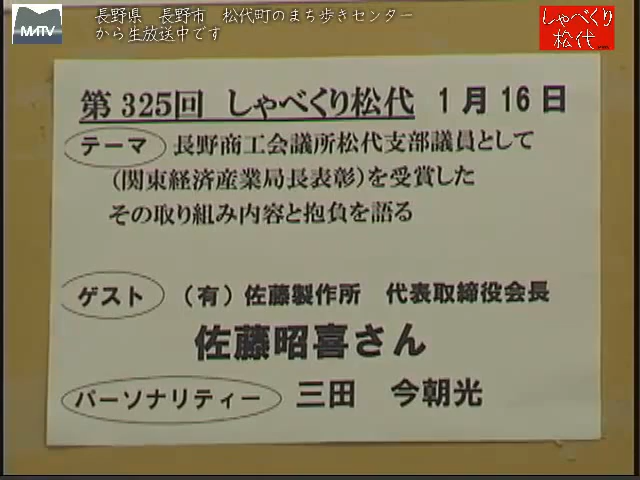 MATV
長野県 長野市 松代町のまち歩きセンター
から生放送中です
しゃべくり
松代
第325回 しゃべくり松代 1月16日
テーマ 長野商工会議所松代支部議員として
(関東経済産業局長表彰)を受賞した
その取り組み内容と抱負を語る
ゲスト (有)佐藤製作所 代表取締役会長
佐藤昭喜さん
パーソナリティー 三田 今朝光